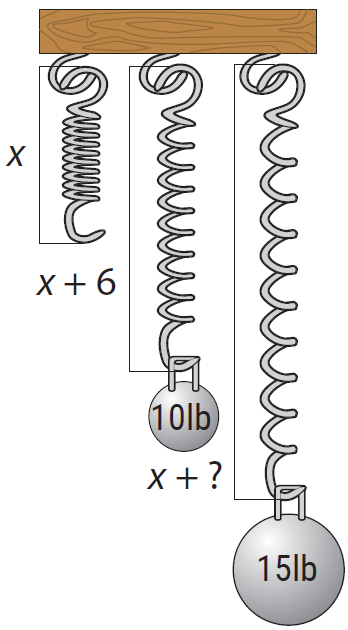 x
x + 6
10lb
x + ?
15lb